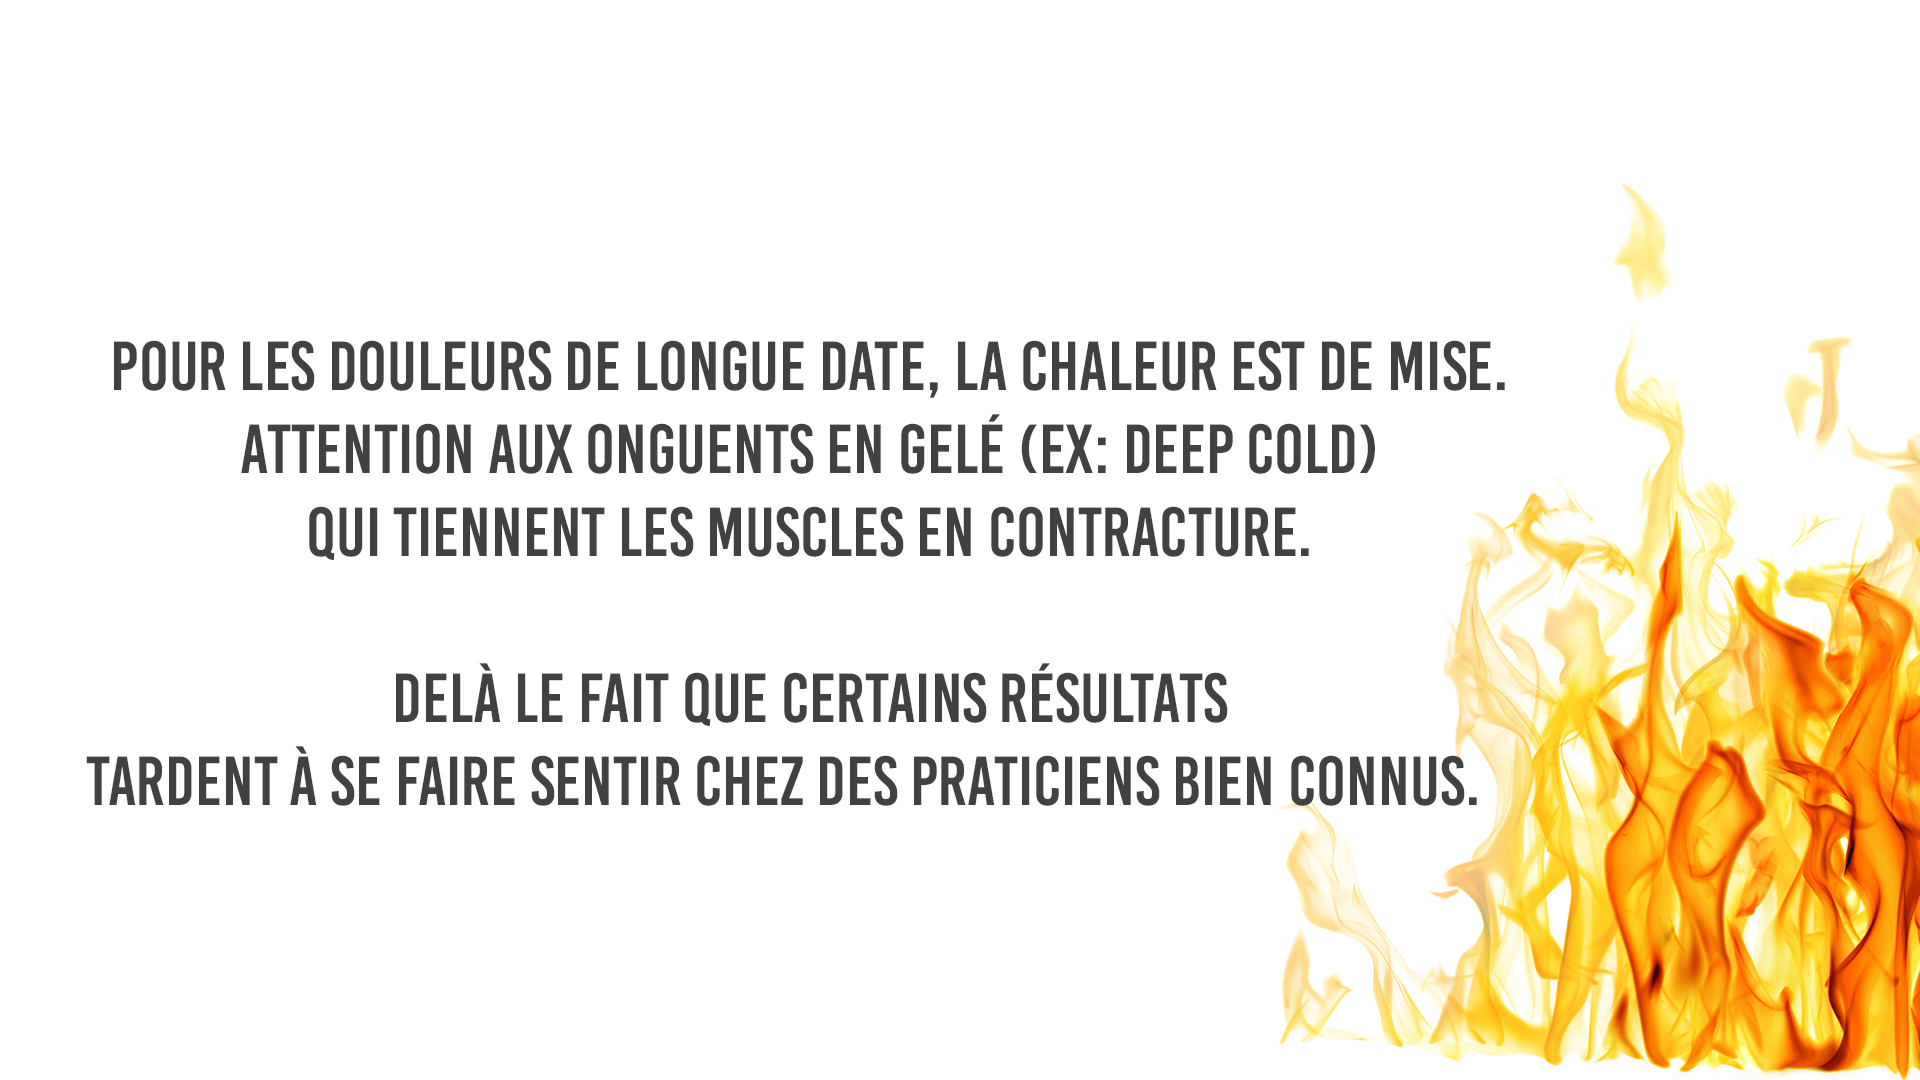 POUR LES DOULEURS DE LONGUE DATE, LA CHALEUR EST DE MISE.
ATTENTION AUX ONGUENTS EN GELÉ (EX: DEEP COLD)
QUI TIENNENT LES MUSCLES EN CONTRACTURE.
DELÀ LE FAIT QUE CERTAINS RÉSULTATS
TARDENT À SE FAIRE SENTIR CHEZ DES PRATICIENS BIEN CONNUS.